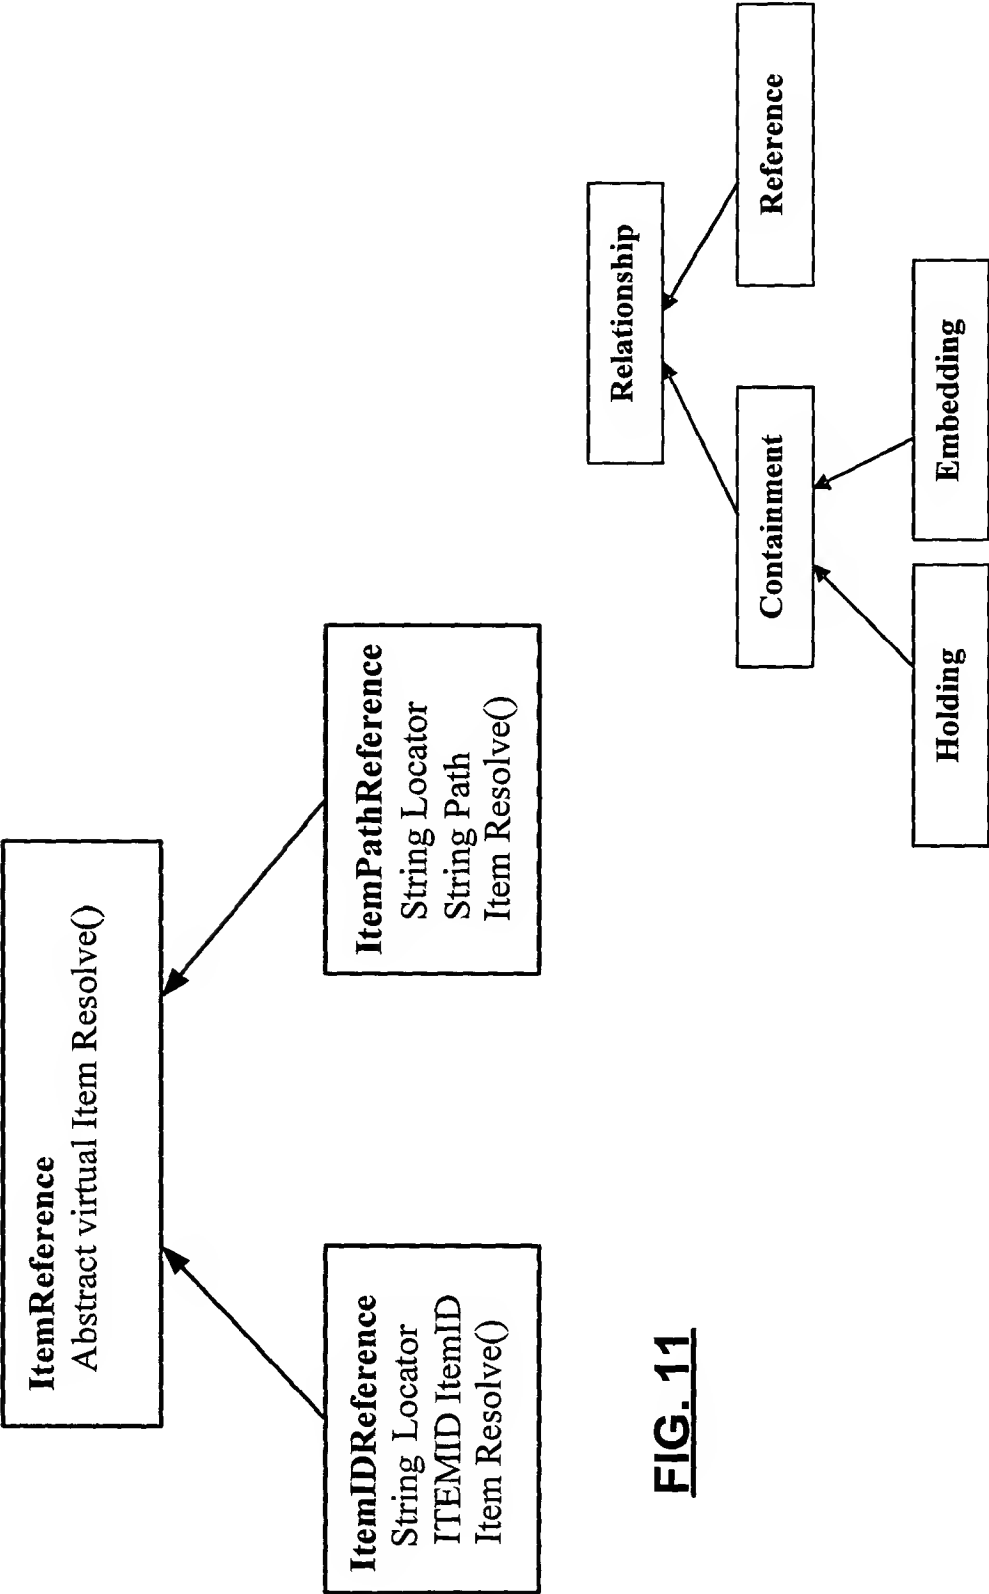 ItemReference
Abstract virtual Item Resolve()
ItemIDReference
String Locator
ITEMID ItemID
Item Resolve()
ItemPathReference
String Locator
String Path
Item Resolve()
Relationship
Containment
Reference
Holding
Embedding
FIG. 11